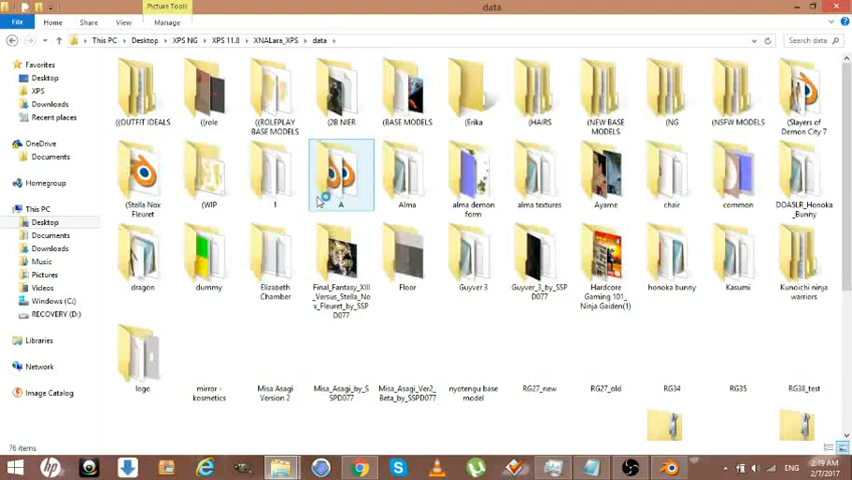 Picture Tools
data
File
Home
Share
View
Manage
This PC
Desktop
XPS NG
XPS 11.8
XNALara_XPS
data
Search data
Favorites
Desktop
XPS
Downloads
Recent places
OneDrive
Documents
Homegroup
This PC
Desktop
Documents
Downloads
Music
Pictures
Videos
Windows (C:)
RECOVERY (D:)
Libraries
Network
Image Catalog
((OUTFIT IDEALS
((role
((ROLEPLAY
BASE MODELS
(2B NIER
(BASE MODELS
(Erika
(HAIRS
(NEW BASE
MODELS
(NG
(NSFW MODELS
(Slayers of
Demon City 7
(Stella Nox
Fleuret
(WIP
1
A
Alma
alma demon
form
alma textures
Ayame
chair
common
DOA5LR_Honoka
_Bunny
dragon
dummy
Elizabeth
Chamber
Final_Fantasy_XIII
_Versus_Stella_No
x_Fleuret_by_SSP
D077
Floor
Guyver 3
Guyver_3_by_SSP
D077
Hardcore
Gaming 101_
Ninja Gaiden(1)
honoka bunny
Kasumi
Kunoichi ninja
warriors
logo
mirror -
kosmetics
Misa Asagi
Version 2
Misa_Asagi_by_S
SPD077
Misa_Asagi_Ver2_
Beta_by_SSPD077
nyotengu base
model
RG27_new
RG27_old
RG34
RG35
RG38_test
76 items
ENG
2:19 AM
2/7/2017